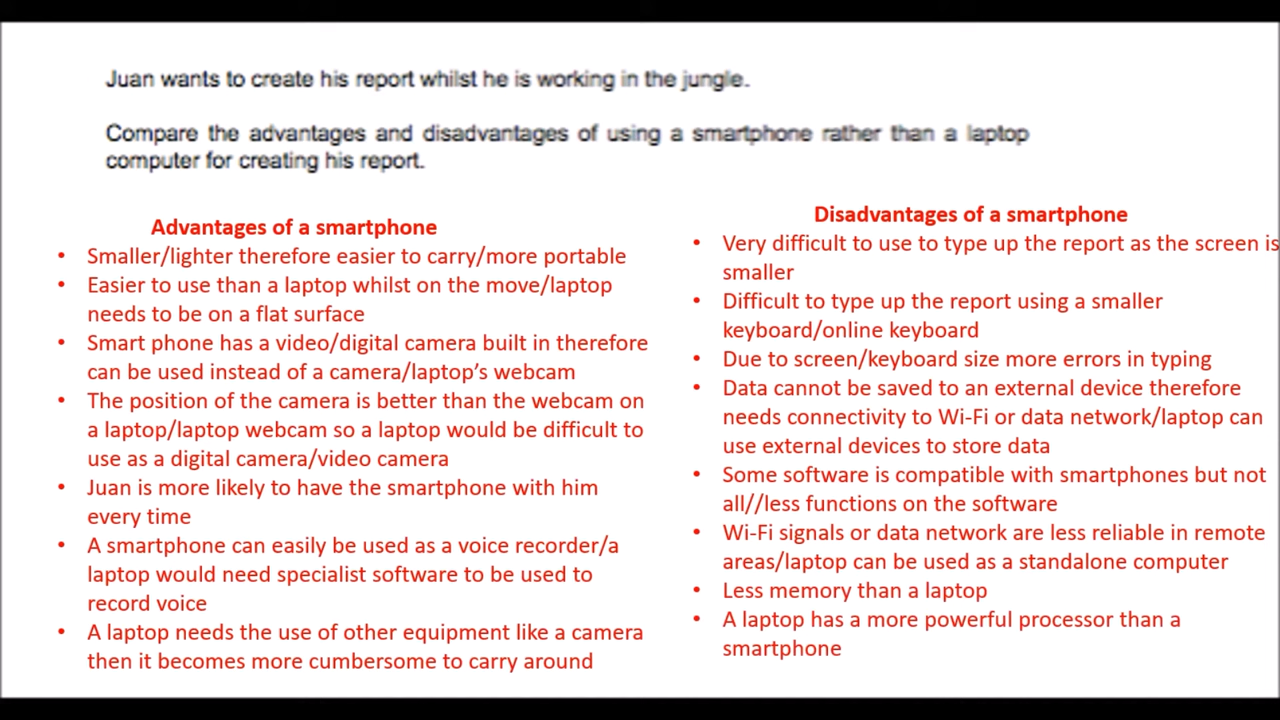 Juan wants to create his report whilst he is working in the jungle.
Compare the advantages and disadvantages of using a smartphone rather than a laptop
computer for creating his report.
Advantages of a smartphone
• Smaller/lighter therefore easier to carry/more portable
• Easier to use than a laptop whilst on the move/laptop
needs to be on a flat surface
• Smart phone has a video/digital camera built in therefore
can be used instead of a camera/laptop's webcam
• The position of the camera is better than the webcam on
a laptop/laptop webcam so a laptop would be difficult to
use as a digital camera/video camera
• Juan is more likely to have the smartphone with him
every time
• A smartphone can easily be used as a voice recorder/a
laptop would need specialist software to be used to
record voice
• A laptop needs the use of other equipment like a camera
then it becomes more cumbersome to carry around
Disadvantages of a smartphone
• Very difficult to use to type up the report as the screen is
smaller
• Difficult to type up the report using a smaller
keyboard/online keyboard
• Due to screen/keyboard size more errors in typing
• Data cannot be saved to an external device therefore
needs connectivity to Wi-Fi or data network/laptop can
use external devices to store data
• Some software is compatible with smartphones but not
all//less functions on the software
• Wi-Fi signals or data network are less reliable in remote
areas/laptop can be used as a standalone computer
• Less memory than a laptop
• A laptop has a more powerful processor than a
smartphone